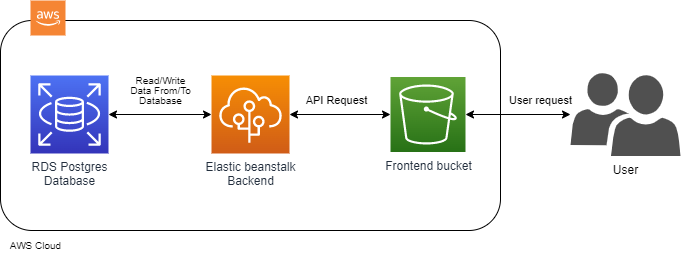 aws
Read/Write
Data From/To
Database
API Request
User request
RDS Postgres
Database
Elastic beanstalk
Backend
Frontend bucket
User
AWS Cloud